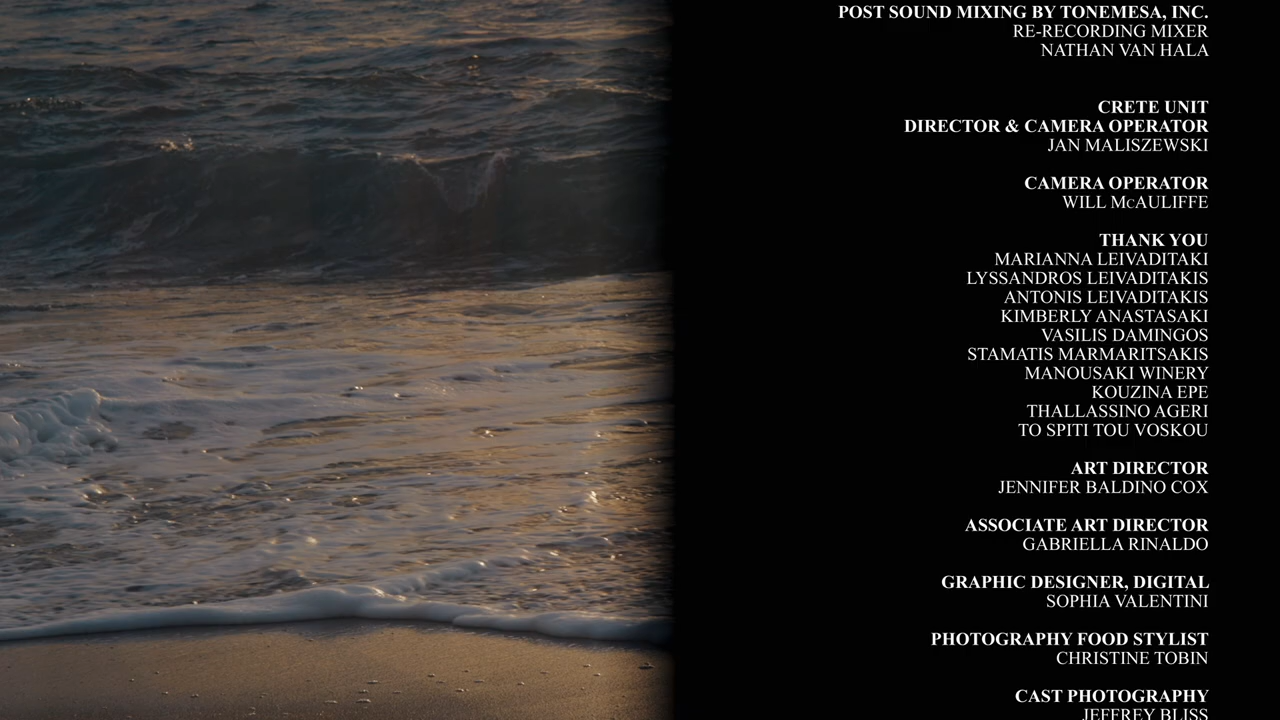 POST SOUND MIXING BY TONEMESA, INC.
RE-RECORDING MIXER
NATHAN VAN HALA
CRETE UNIT
DIRECTOR & CAMERA OPERATOR
JAN MALISZEWSKI
CAMERA OPERATOR
WILL McAULIFFE
THANK YOU
MARIANNA LEIVADITAKI
LYSSANDROS LEIVADITAKIS
ANTONIS LEIVADITAKIS
KIMBERLY ANASTASAKI
VASILIS DAMINGOS
STAMATIS MARMARITSAKIS
MANOUSAKI WINERY
KOUZINA EPE
THALLASSINO AGERI
TO SPITI TOU VOSKOU
ART DIRECTOR
JENNIFER BALDINO COX
ASSOCIATE ART DIRECTOR
GABRIELLA RINALDO
GRAPHIC DESIGNER, DIGITAL
SOPHIA VALENTINI
PHOTOGRAPHY FOOD STYLIST
CHRISTINE TOBIN
CAST PHOTOGRAPHY
JEFFREY BLISS